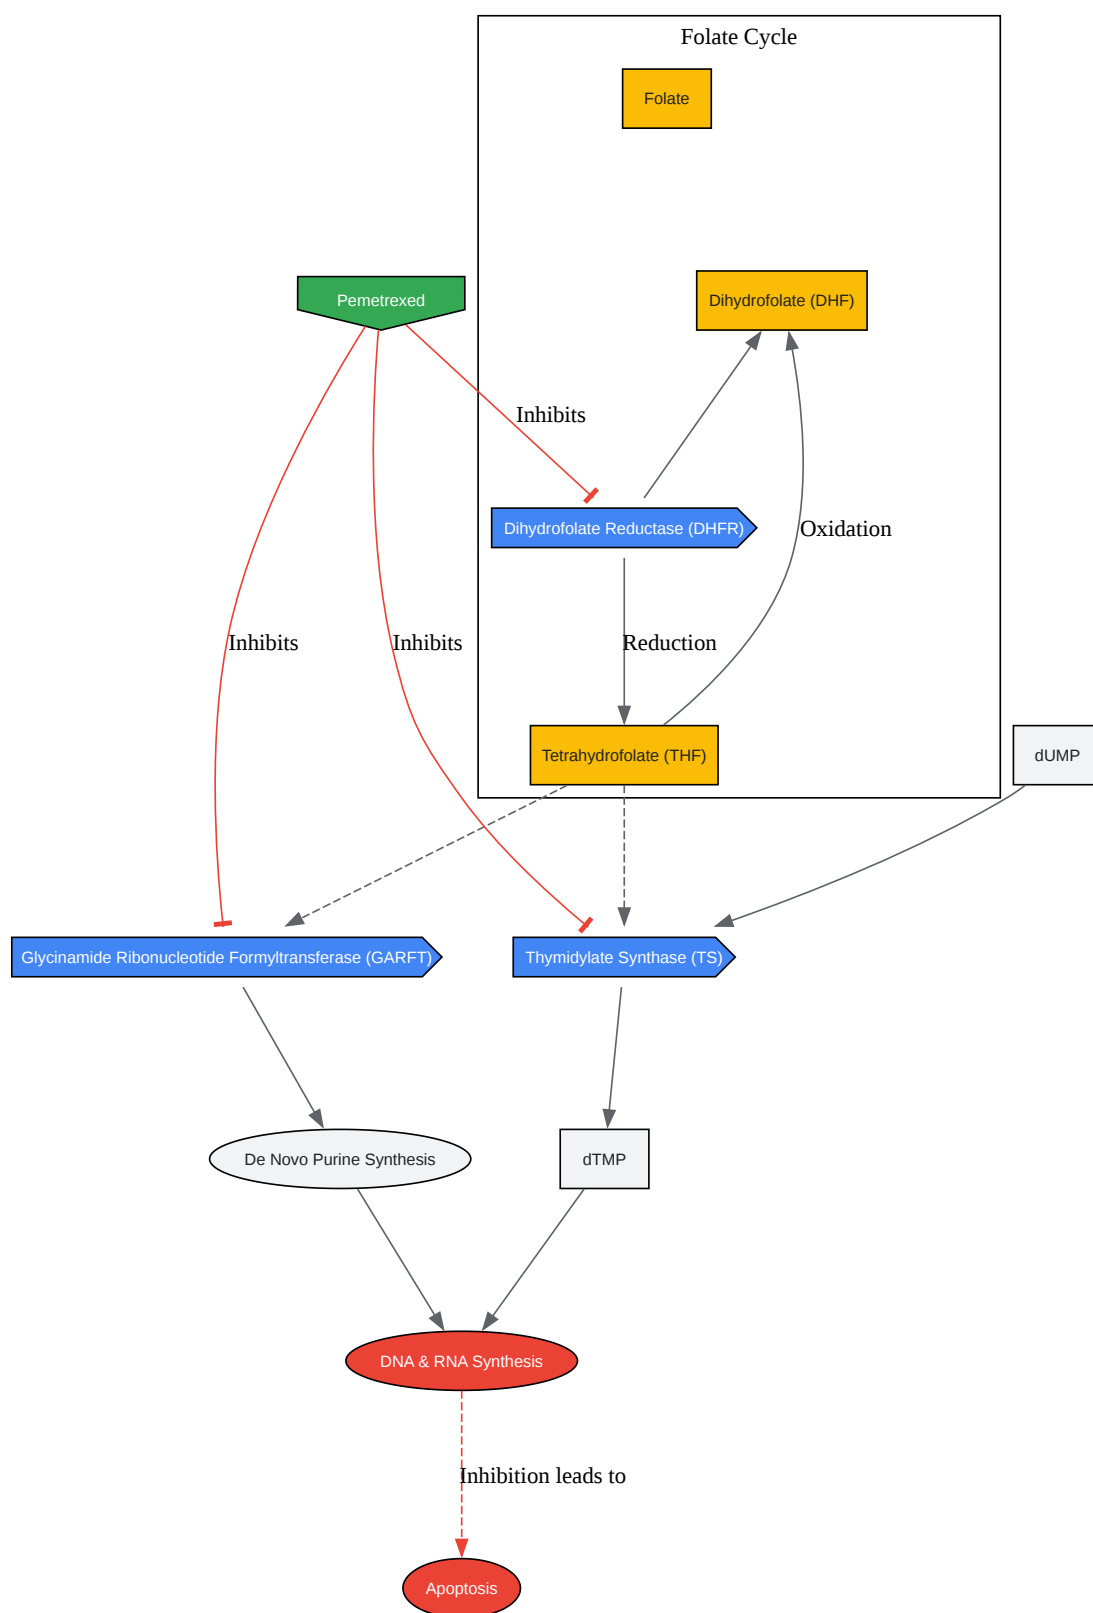 Folate Cycle
Folate
Pemetrexed
Dihydrofolate (DHF)
Inhibits
Dihydrofolate Reductase (DHFR)
Oxidation
Inhibits
Inhibits
Reduction
Tetrahydrofolate (THF)
dUMP
Glycinamide Ribonucleotide Formyltransferase (GARFT)
Thymidylate Synthase (TS)
De Novo Purine Synthesis
dTMP
DNA & RNA Synthesis
Inhibition leads to
Apoptosis